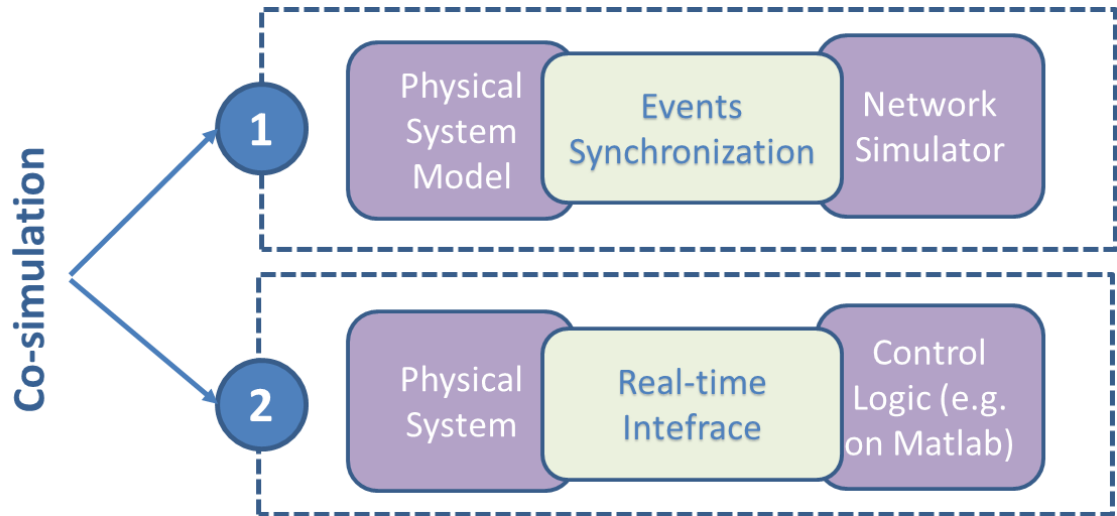 Co-simulation
1
Physical
System
Model
Events
Synchronization
Network
Simulator
2
Physical
System
Real-time
Intefrace
Control
Logic (e.g.
on Matlab)